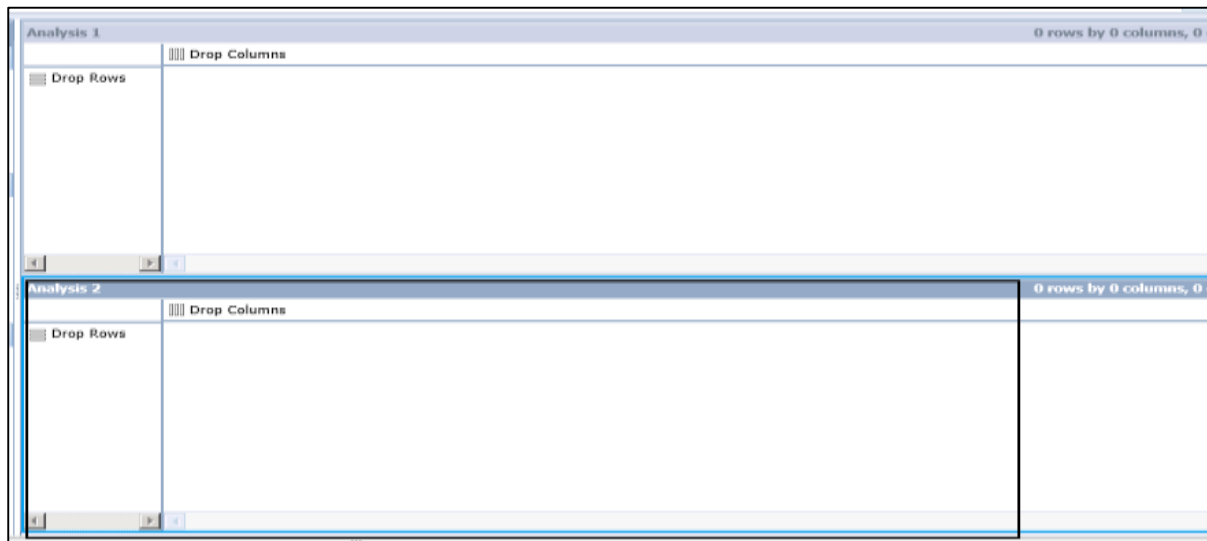 Analysis 1 0 rows by 0 columns, 0
Drop Columns
Drop Rows
Analysis 2 0 rows by 0 columns, 0
Drop Columns
Drop Rows